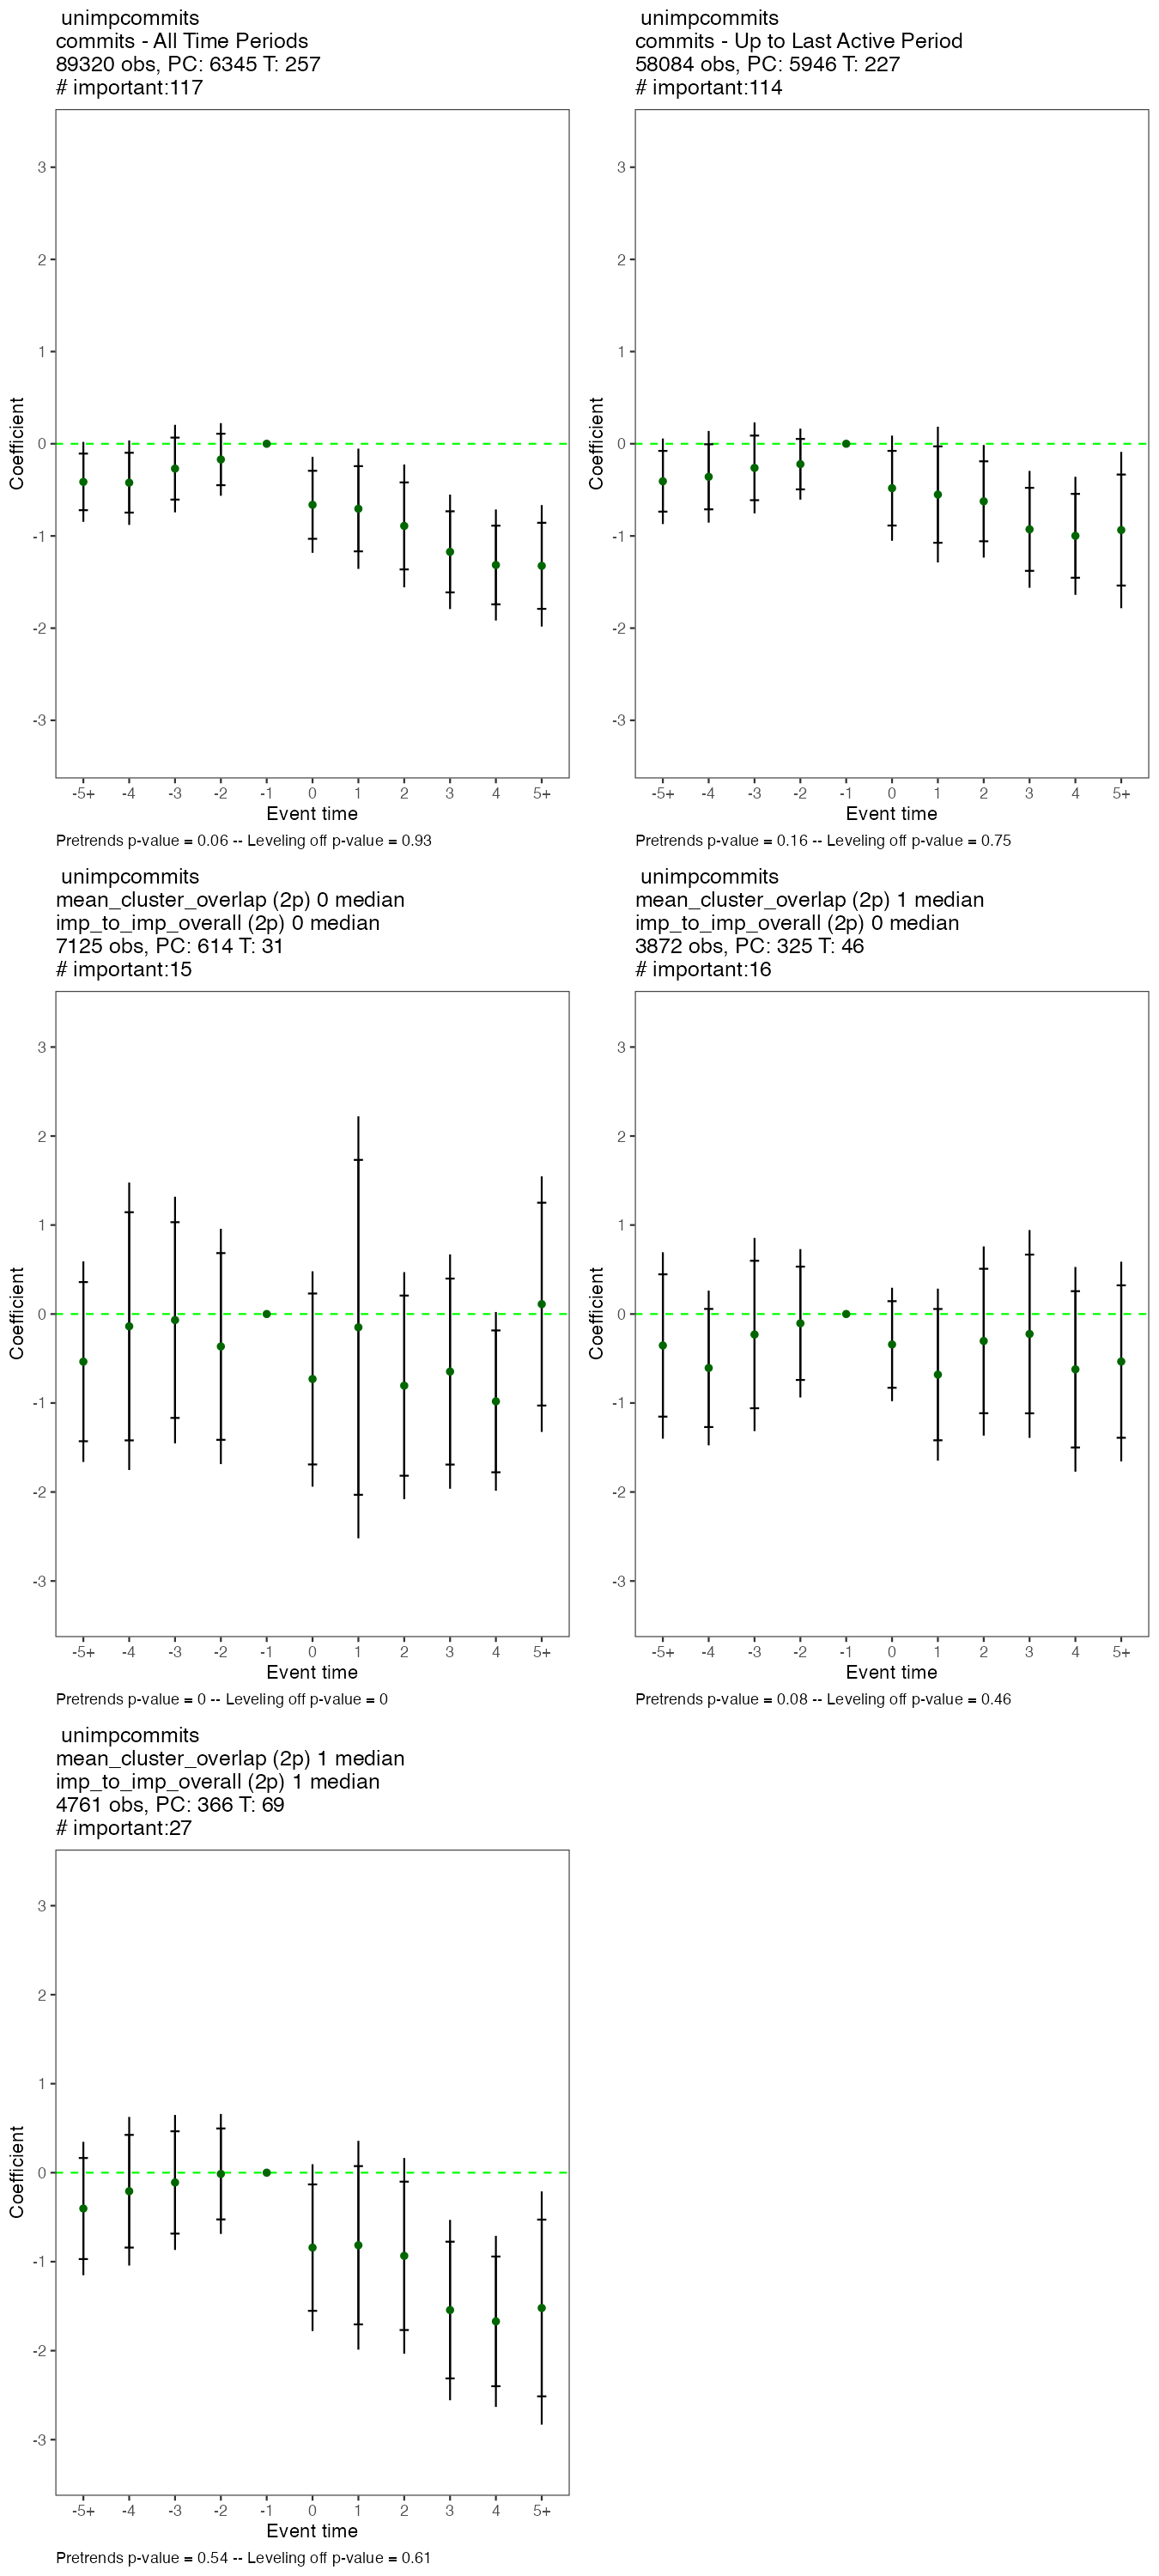 unimpcommits
commits - All Time Periods
89320 obs, PC: 6345 T: 257
# important:117
Coefficient
3
2
1
0
-1
-2
-3
-5+ -4 -3 -2 -1 0 1 2 3 4 5+
Event time
Pretrends p-value = 0.06 -- Leveling off p-value = 0.93
unimpcommits
commits - Up to Last Active Period
58084 obs, PC: 5946 T: 227
# important:114
Coefficient
3
2
1
0
-1
-2
-3
-5+ -4 -3 -2 -1 0 1 2 3 4 5+
Event time
Pretrends p-value = 0.16 -- Leveling off p-value = 0.75
unimpcommits
mean_cluster_overlap (2p) 0 median
imp_to_imp_overall (2p) 0 median
7125 obs, PC: 614 T: 31
# important:15
Coefficient
3
2
1
0
-1
-2
-3
-5+ -4 -3 -2 -1 0 1 2 3 4 5+
Event time
Pretrends p-value = 0 -- Leveling off p-value = 0
unimpcommits
mean_cluster_overlap (2p) 1 median
imp_to_imp_overall (2p) 0 median
3872 obs, PC: 325 T: 46
# important:16
Coefficient
3
2
1
0
-1
-2
-3
-5+ -4 -3 -2 -1 0 1 2 3 4 5+
Event time
Pretrends p-value = 0.08 -- Leveling off p-value = 0.46
unimpcommits
mean_cluster_overlap (2p) 1 median
imp_to_imp_overall (2p) 1 median
4761 obs, PC: 366 T: 69
# important:27
Coefficient
3
2
1
0
-1
-2
-3
-5+ -4 -3 -2 -1 0 1 2 3 4 5+
Event time
Pretrends p-value = 0.54 -- Leveling off p-value = 0.61